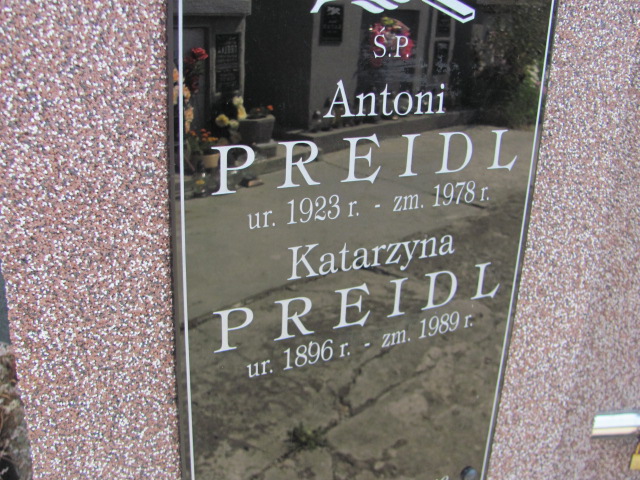 Ś.P.
Antoni
PREIDL
ur. 1923 r. - zm. 1978 r.
Katarzyna
PREIDL
ur. 1896 r. - zm. 1989 r.